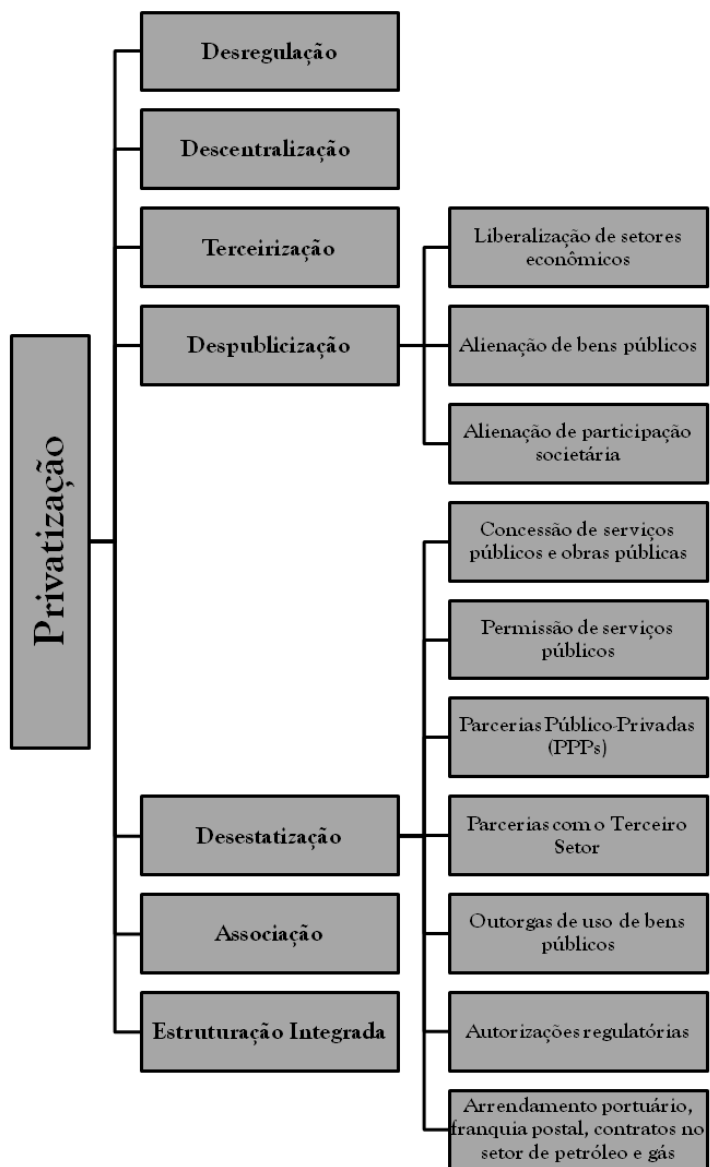 Privatização
Desregulação
Descentralização
Terceirização
Despublicização
Liberalização de setores
econômicos
Alienação de bens públicos
Alienação de participação
societária
Desestatização
Concessão de serviços
públicos e obras públicas
Permissão de serviços
públicos
Parcerias Público-Privadas
(PPPs)
Parcerias com o Terceiro
Setor
Outorgas de uso de bens
públicos
Autorizações regulatórias
Arrendamento portuário,
franquia postal, contratos no
setor de petróleo e gás
Associação
Estruturação Integrada